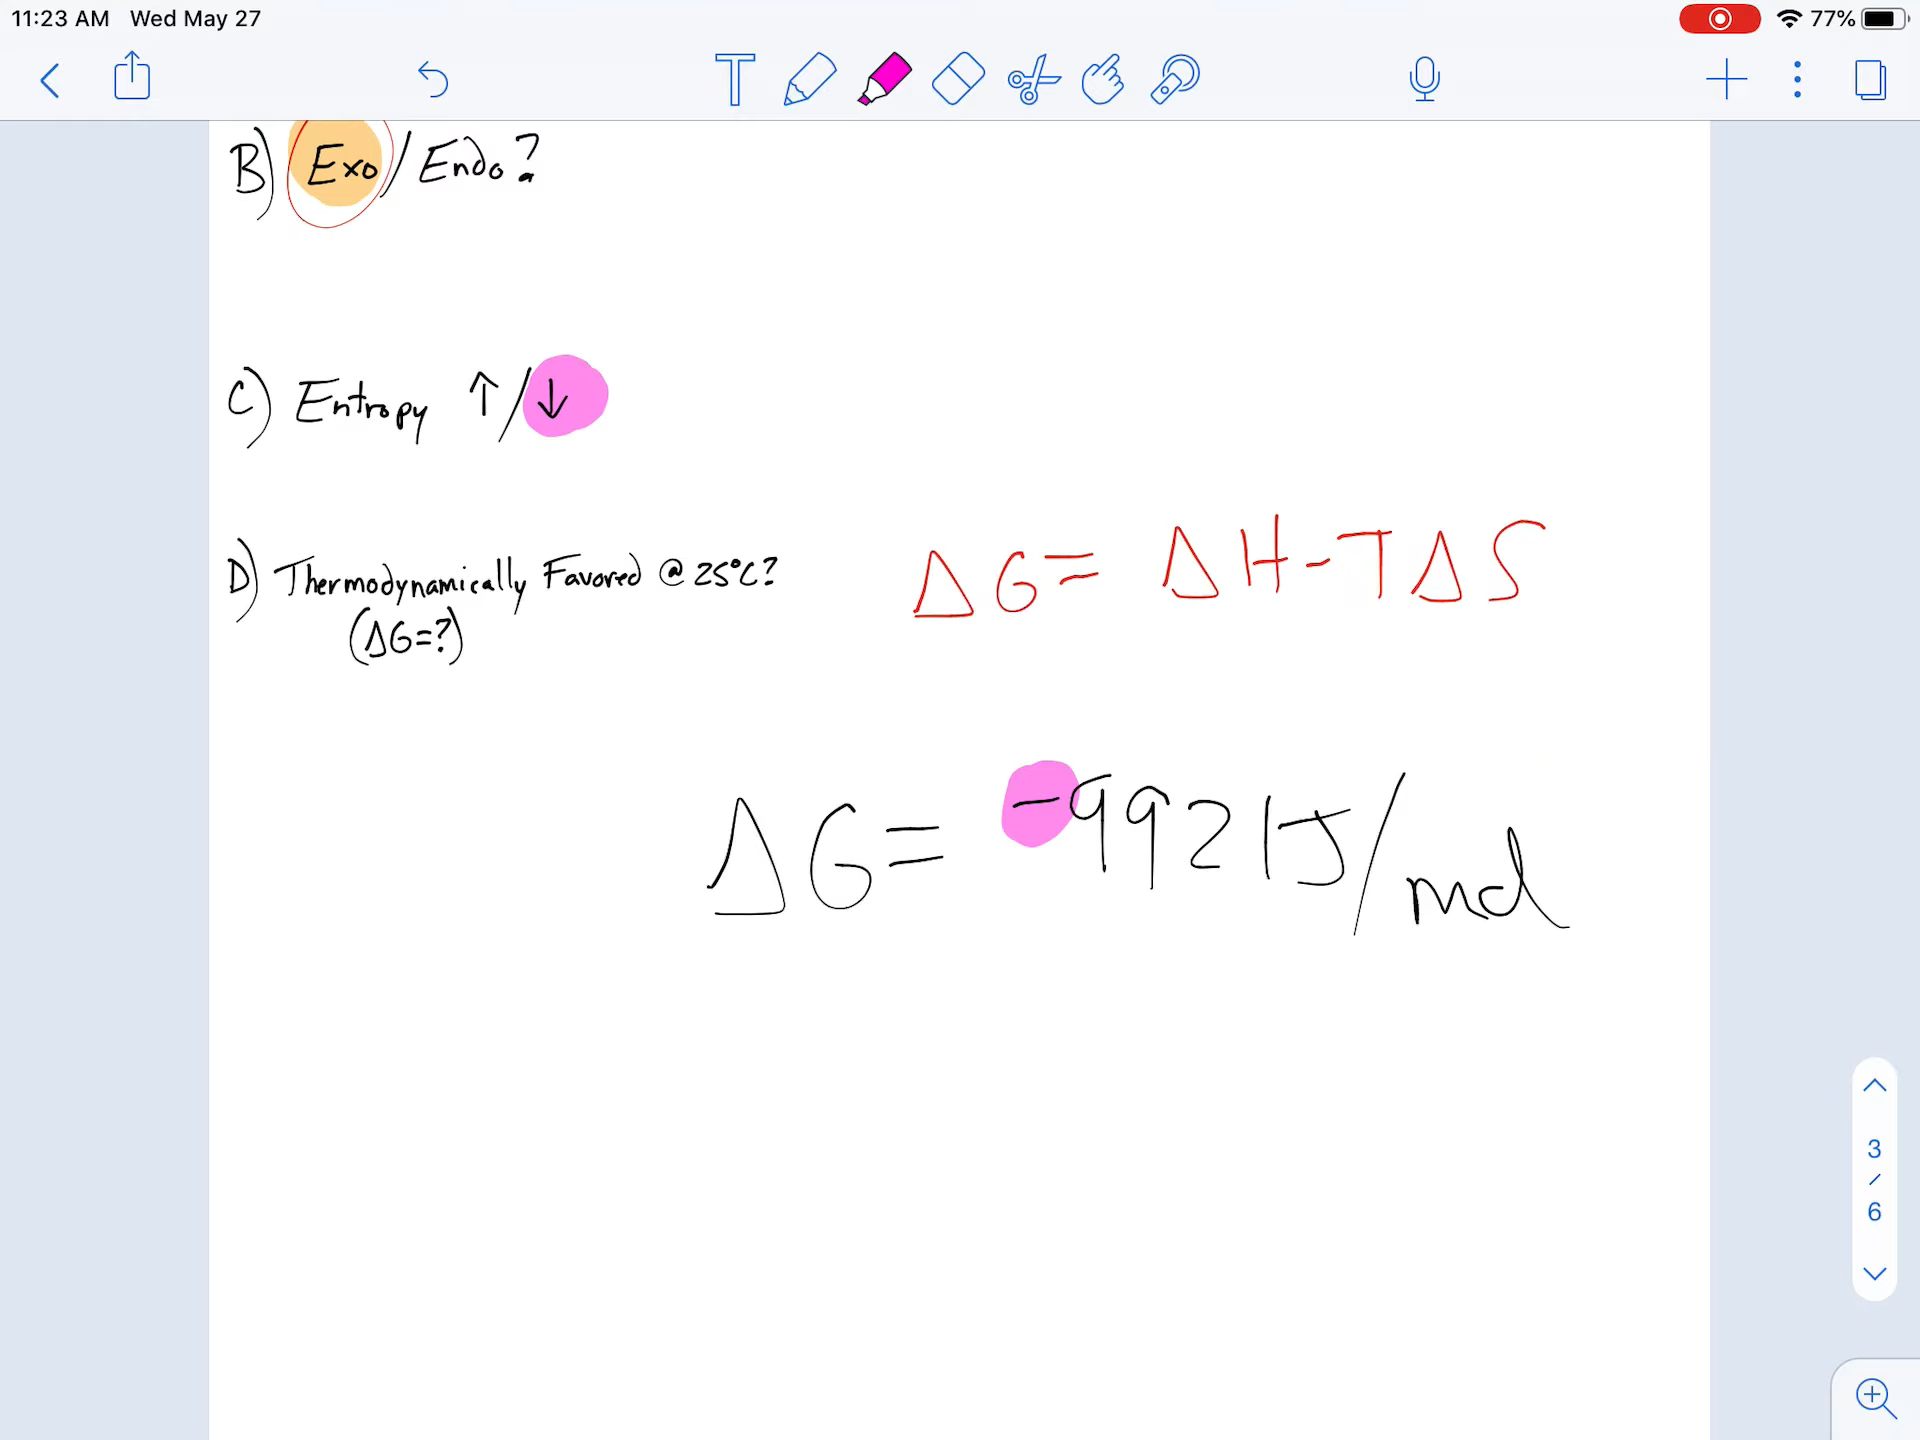 11:23 AM Wed May 27
77%
B) Exo / Endo?
C) Entropy ↑/↓
D) Thermodynamically Favored @ 25°C?
(ΔG=?)
ΔG = ΔH - TΔS
ΔG = -9921J/mol
3
/
6